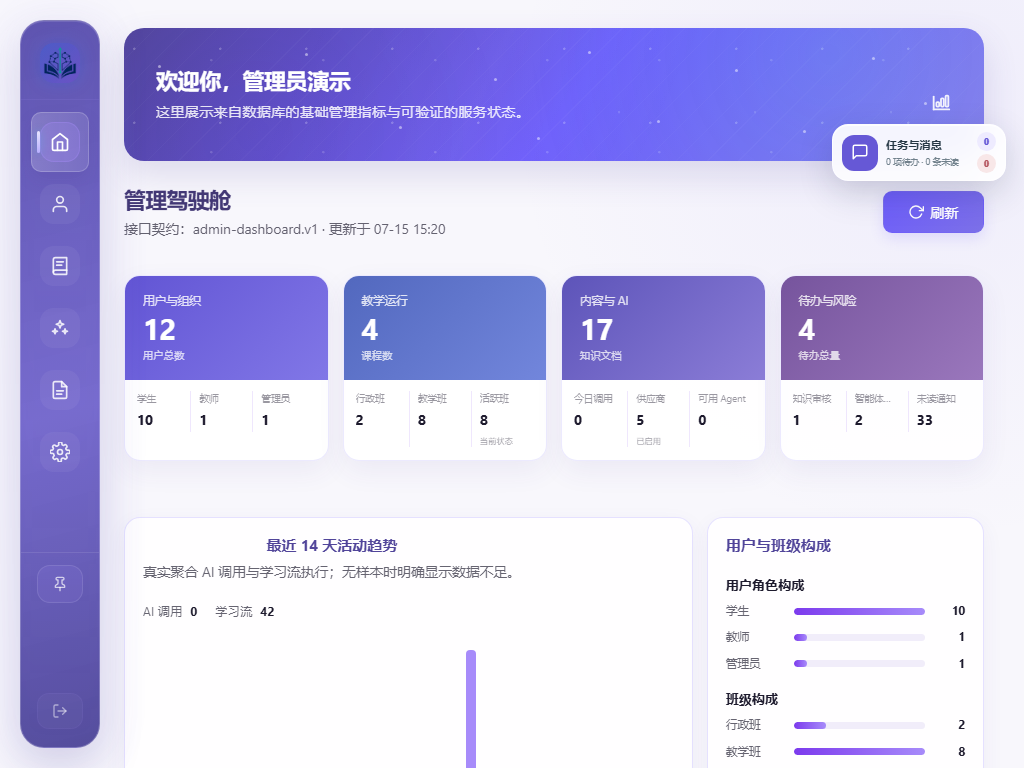 欢迎你，管理员演示
这里展示来自数据库的基础管理指标与可验证的服务状态。
任务与消息
0 项待办 · 0 条未读
0
0
管理驾驶舱
接口契约：admin-dashboard.v1 · 更新于 07-15 15:20
刷新
用户与组织
12
用户总数
学生
10
教师
1
管理员
1
教学运行
4
课程数
行政班
2
教学班
8
活跃班
8
当前状态
内容与 AI
17
知识文档
今日调用
0
供应商
5
已启用
可用 Agent
0
待办与风险
4
待办总量
知识审核
1
智能体...
2
未读通知
33
最近 14 天活动趋势
真实聚合 AI 调用与学习流执行；无样本时明确显示数据不足。
AI 调用 0 学习流 42
用户与班级构成
用户角色构成
学生 10
教师 1
管理员 1
班级构成
行政班 2
教学班 8